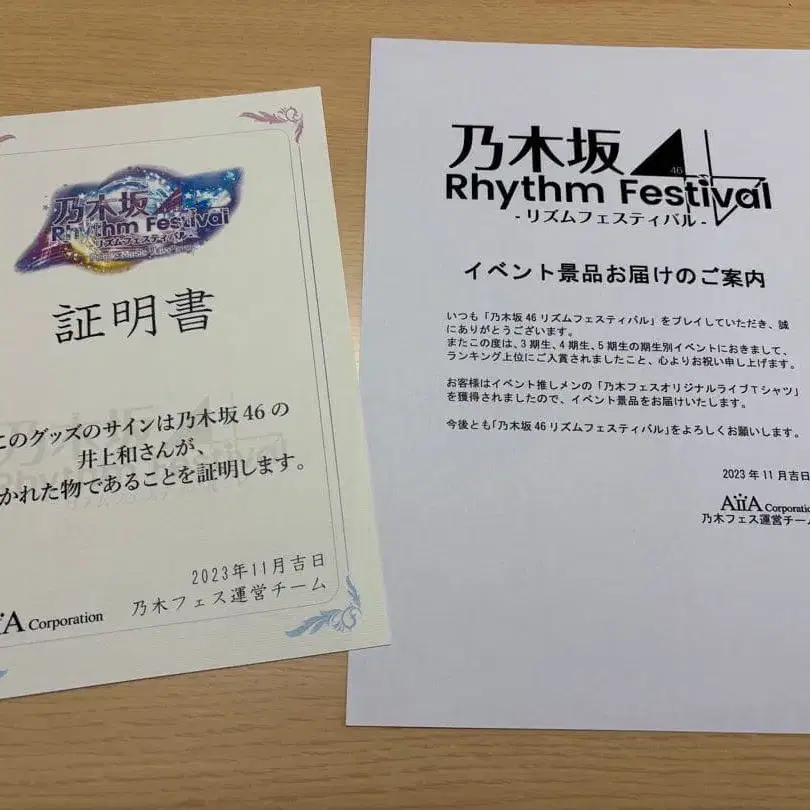 乃木坂
Rhythm Festival
リズムフェスティバル
証明書
このグッズのサインは乃木坂46の
井上和さんが、
かれた物であることを証明します。
2023年11月吉日
乃木フェス運営チーム
AiiA Corporation
乃木坂46
Rhythm Festival
- リズムフェスティバル -
イベント景品お届けのご案内
いつも「乃木坂46リズムフェスティバル」をプレイしていただき、誠
にありがとうございます。
またこの度は、3期生、4期生、5期生の期生別イベントにおきまして、
ランキング上位にご入賞されましたこと、心よりお祝い申し上げます。
お客様はイベント推しメンの「乃木フェスオリジナルライブTシャツ」
を獲得されましたので、イベント景品をお届けいたします。
今後とも「乃木坂46リズムフェスティバル」をよろしくお願いします。
2023年11月吉日
AiiA Corporation
乃木フェス運営チーム